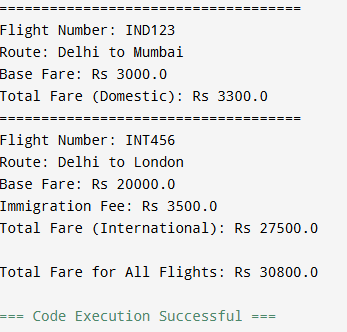 ====================================
Flight Number: IND123
Route: Delhi to Mumbai
Base Fare: Rs 3000.0
Total Fare (Domestic): Rs 3300.0
====================================
Flight Number: INT456
Route: Delhi to London
Base Fare: Rs 20000.0
Immigration Fee: Rs 3500.0
Total Fare (International): Rs 27500.0
Total Fare for All Flights: Rs 30800.0
=== Code Execution Successful ===